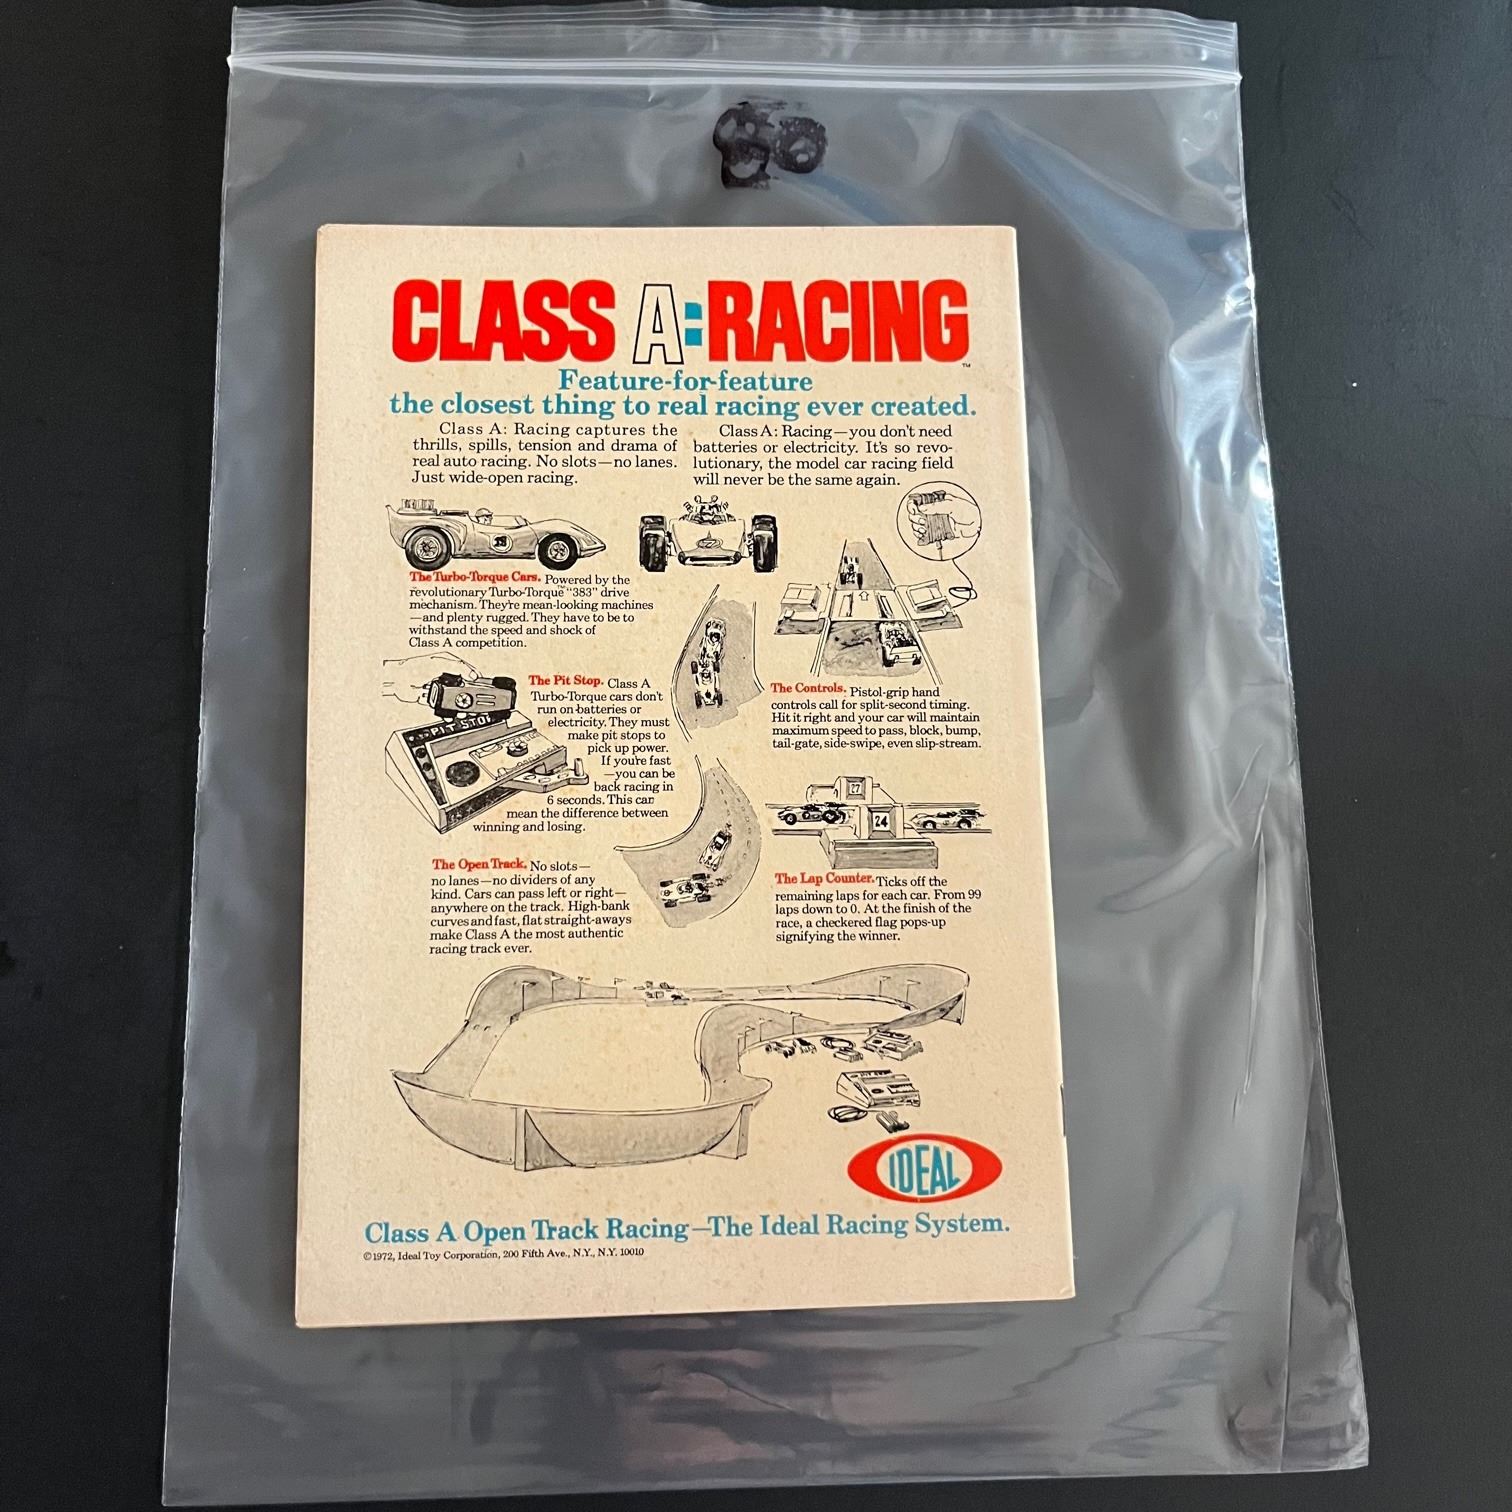 CLASS A:RACING
™
Feature-for-feature
the closest thing to real racing ever created.
Class A: Racing captures the
thrills, spills, tension and drama of
real auto racing. No slots—no lanes.
Just wide-open racing.
Class A: Racing—you don't need
batteries or electricity. It's so revo-
lutionary, the model car racing field
will never be the same again.
The Turbo-Torque Cars. Powered by the
revolutionary Turbo-Torque™ "383" drive
mechanism. They're mean-looking machines
—and plenty rugged. They have to be to
withstand the speed and shock of
Class A competition.
PIT STOP
The Pit Stop. Class A
Turbo-Torque cars don't
run on batteries or
electricity. They must
make pit stops to
pick up power.
If you're fast
—you can be
back racing in
6 seconds. This can
mean the difference between
winning and losing.
The Open Track. No slots—
no lanes—no dividers of any
kind. Cars can pass left or right—
anywhere on the track. High-bank
curves and fast, flat straight-aways
make Class A the most authentic
racing track ever.
The Controls. Pistol-grip hand
controls call for split-second timing.
Hit it right and your car will maintain
maximum speed to pass, block, bump,
tail-gate, side-swipe, even slip-stream.
27
24
The Lap Counter. Ticks off the
remaining laps for each car. From 99
laps down to 0. At the finish of the
race, a checkered flag pops-up
signifying the winner.
IDEAL
Class A Open Track Racing—The Ideal Racing System.
©1972, Ideal Toy Corporation, 200 Fifth Ave., N.Y., N.Y. 10010